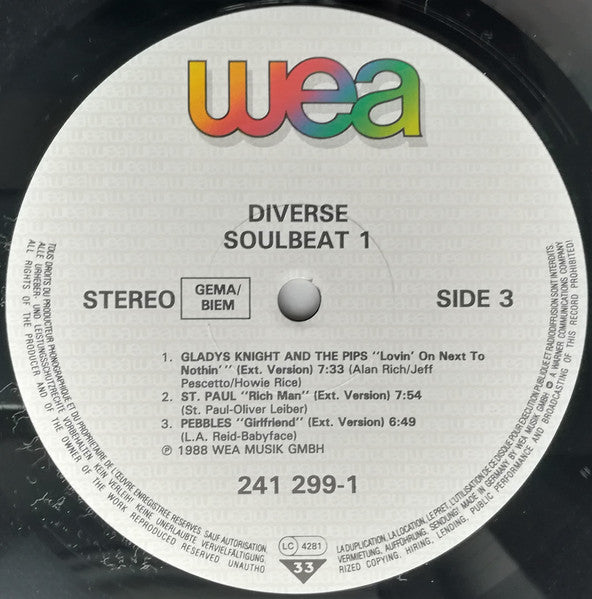 wea
DIVERSE
SOULBEAT 1
STEREO
GEMA/
BIEM
SIDE 3
1. GLADYS KNIGHT AND THE PIPS "Lovin' On Next To
Nothin'" (Ext. Version) 7:33 (Alan Rich/Jeff
Pescetto/Howie Rice)
2. ST. PAUL "Rich Man" (Ext. Version) 7:54
(St. Paul-Oliver Leiber)
3. PEBBLES "Girlfriend" (Ext. Version) 6:49
(L.A. Reid-Babyface)
℗ 1988 WEA MUSIK GMBH
241 299-1
LC 4281
33
TOUS DROITS DU PRODUCTEUR PHONOGRAPHIQUE ET DU PROPRIETAIRE DE L'ŒUVRE ENREGISTREE RESERVES SAUF AUTORISATION, LA DUPLICATION, LA LOCATION, LE PRET, L'UTILISATION DE CE DISQUE POUR EXECUTION PUBLIQUE ET RADIODIFFUSION SONT INTERDITS.
ALLE URHEBER- UND LEISTUNGSSCHUTZRECHTE VORBEHALTEN. KEIN VERLEIH! KEINE UNERLAUBTE VERVIELFÄLTIGUNG, VERMIETUNG, AUFFÜHRUNG, SENDUNG! MADE IN GERMANY BY WEA MUSIK GMBH A WARNER COMMUNICATIONS COMPANY
ALL RIGHTS OF THE PRODUCER AND OF THE OWNER OF THE WORK REPRODUCED RESERVED UNAUTHORIZED COPYING, HIRING, LENDING, PUBLIC PERFORMANCE AND BROADCASTING OF THIS RECORD PROHIBITED!